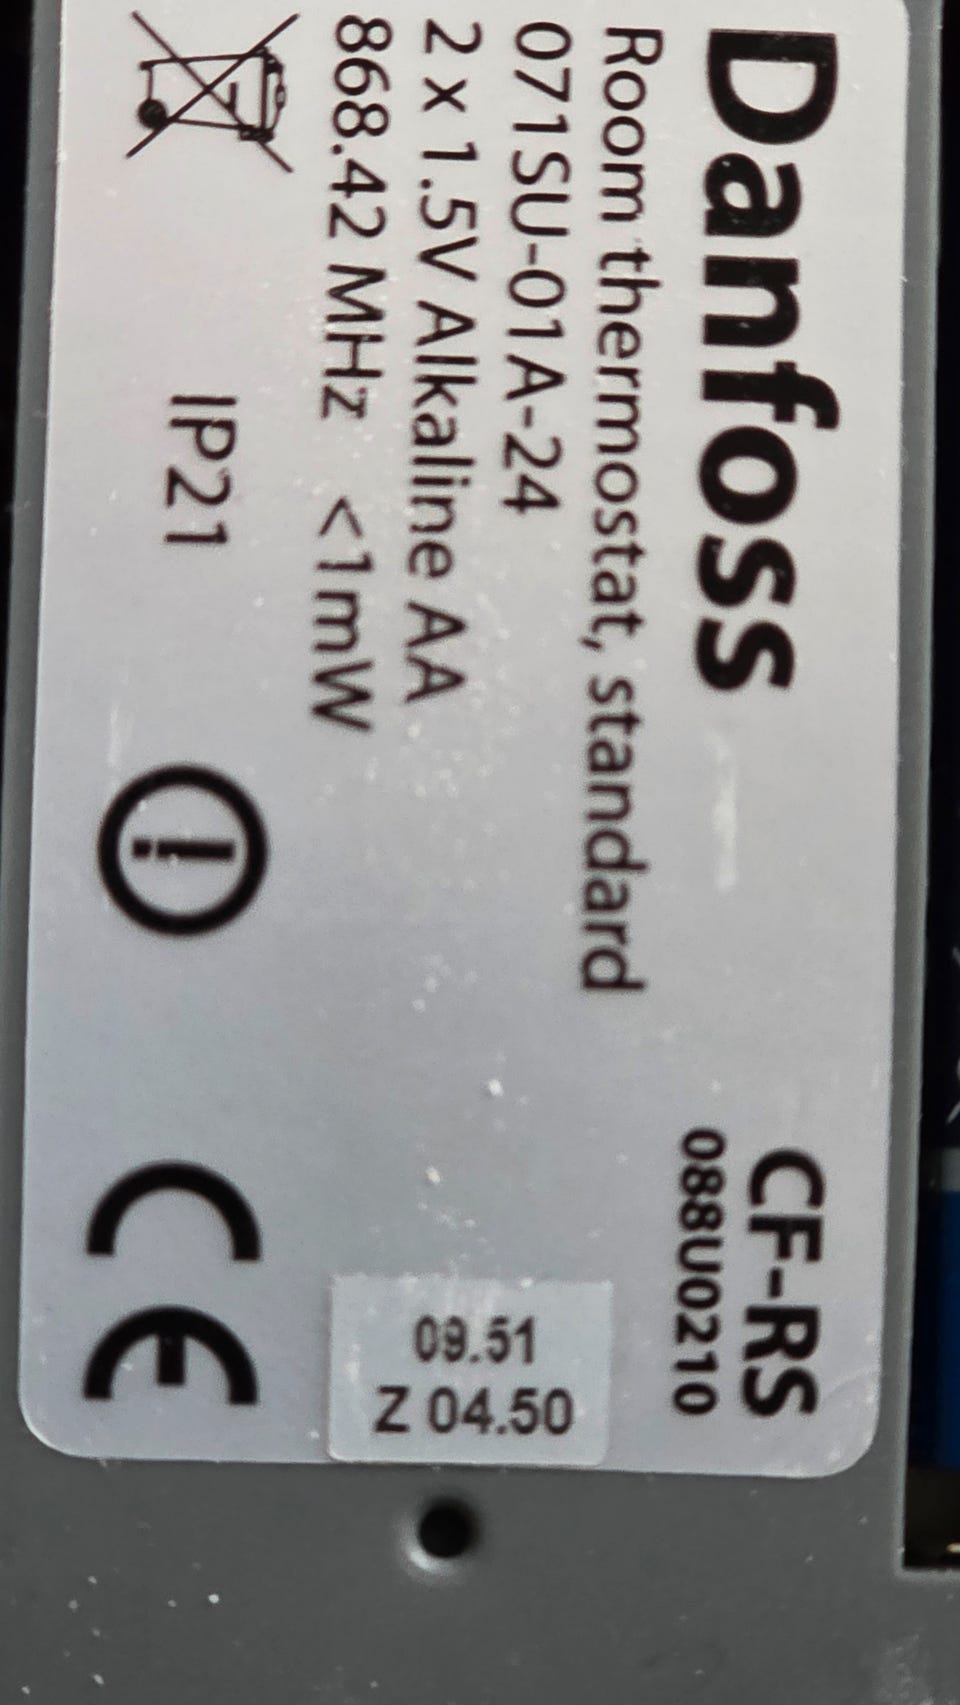 Danfoss
CF-RS
088U0210
Room thermostat, standard
071SU-01A-24
2 x 1.5V Alkaline AA
868.42 MHz <1mW
09.51
Z 04.50
IP21
CE